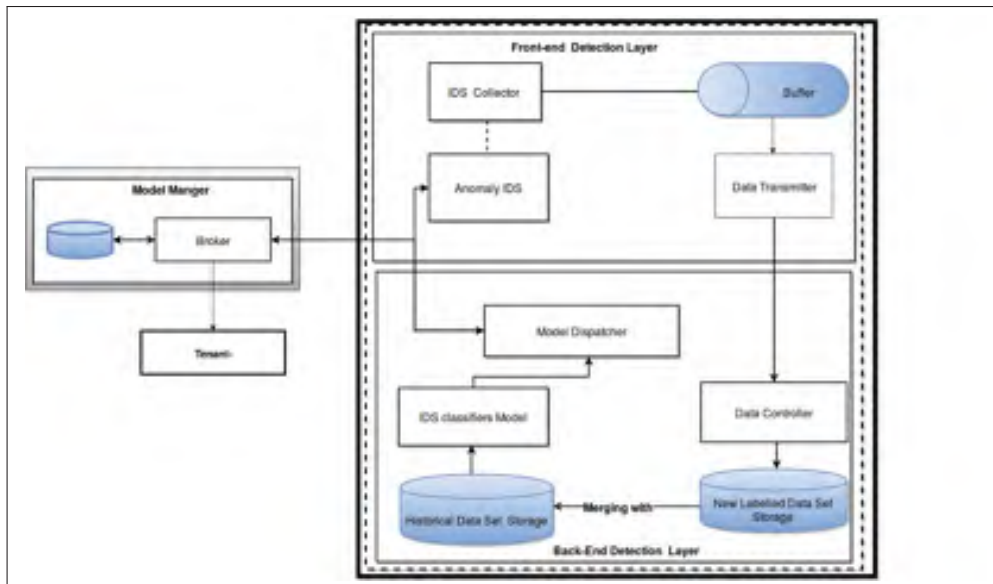 Front-end Detection Layer
IDS Collector
Buffer
Anomaly IDS
Data Transmitter
Model Manger
Broker
Tenant-
Model Dispatcher
IDS classifiers Model
Data Controller
Historical Data Set Storage
Merging with
New Labelled Data Set
Storage
Back-End Detection Layer